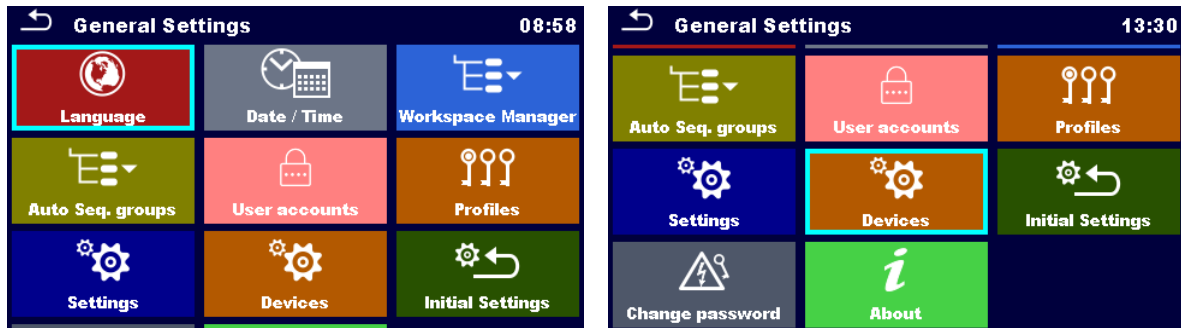 General Settings 08:58
Language Date / Time Workspace Manager
Auto Seq. groups User accounts Profiles
Settings Devices Initial Settings
General Settings 13:30
Auto Seq. groups User accounts Profiles
Settings Devices Initial Settings
Change password About